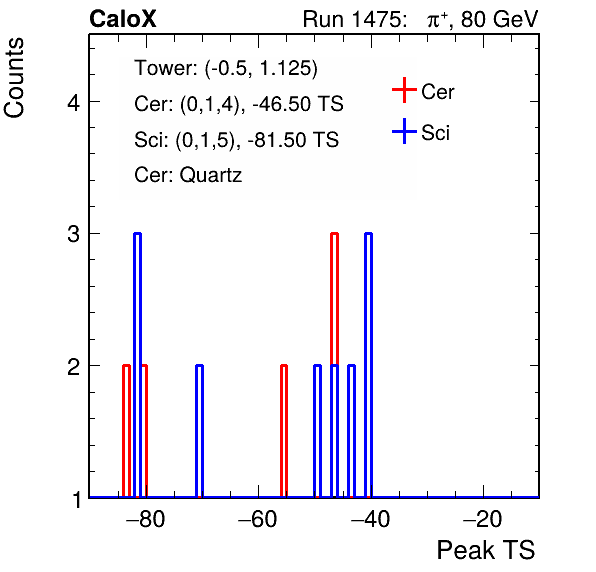 CaloX Run 1475: π+, 80 GeV
Counts
Tower: (-0.5, 1.125)
Cer: (0,1,4), -46.50 TS
Sci: (0,1,5), -81.50 TS
Cer: Quartz
Cer
Sci
4
3
2
1
−80 −60 −40 −20
Peak TS